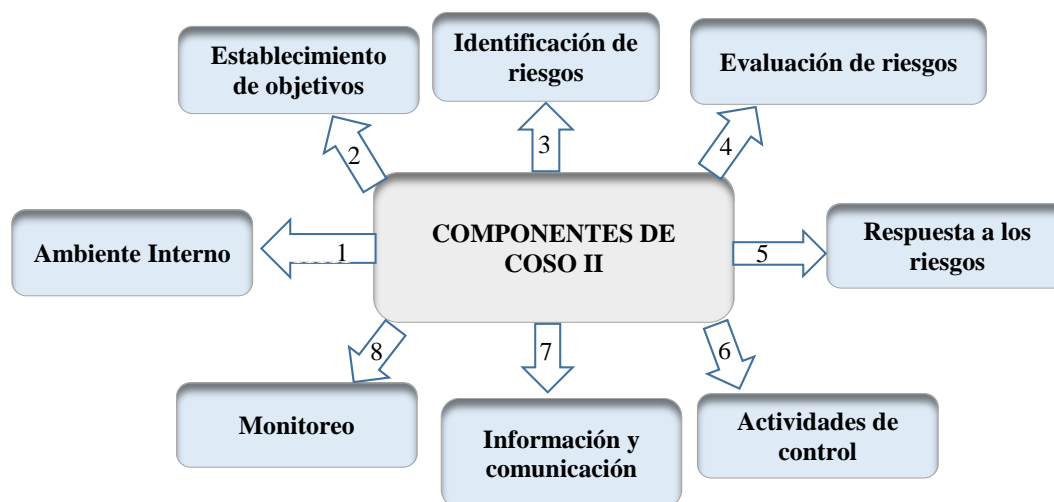 Establecimiento
de objetivos
Identificación de
riesgos
Evaluación de riesgos
2
3
4
Ambiente Interno
1
COMPONENTES DE
COSO II
5
Respuesta a los
riesgos
8
7
6
Monitoreo
Información y
comunicación
Actividades de
control